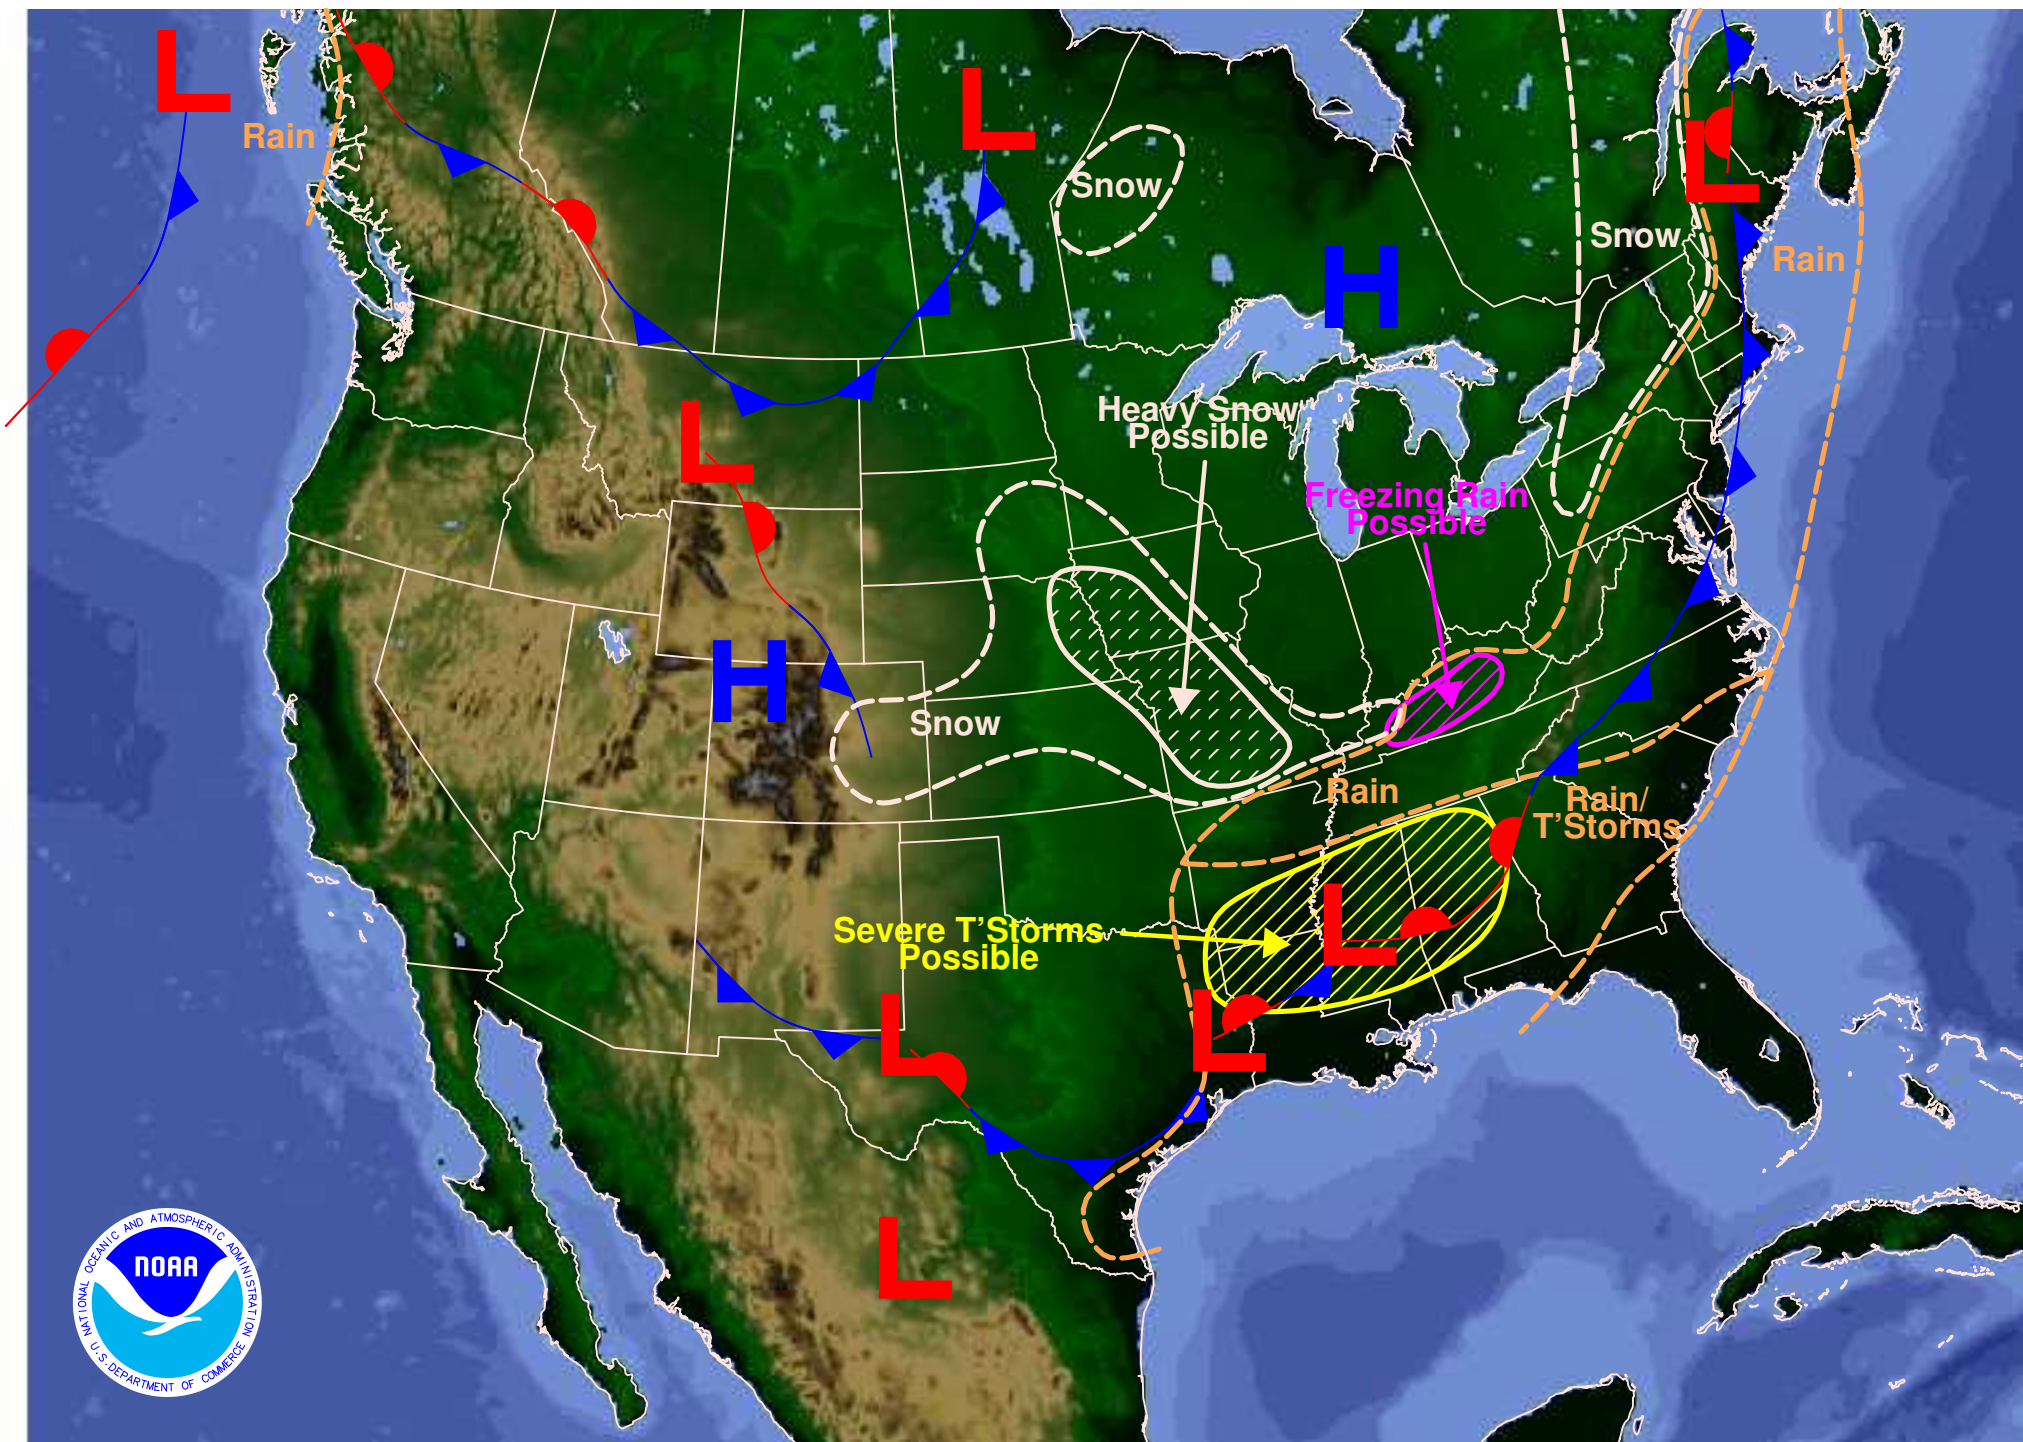 L
L
Rain
L
Snow
Snow
H
Rain
Heavy Snow
Possible
L
Freezing Rain
Possible
H
Snow
Rain
Rain/
T'Storms
L
Severe T'Storms
Possible
L
L
L
NOAA
NATIONAL OCEANIC AND ATMOSPHERIC ADMINISTRATION
U.S. DEPARTMENT OF COMMERCE